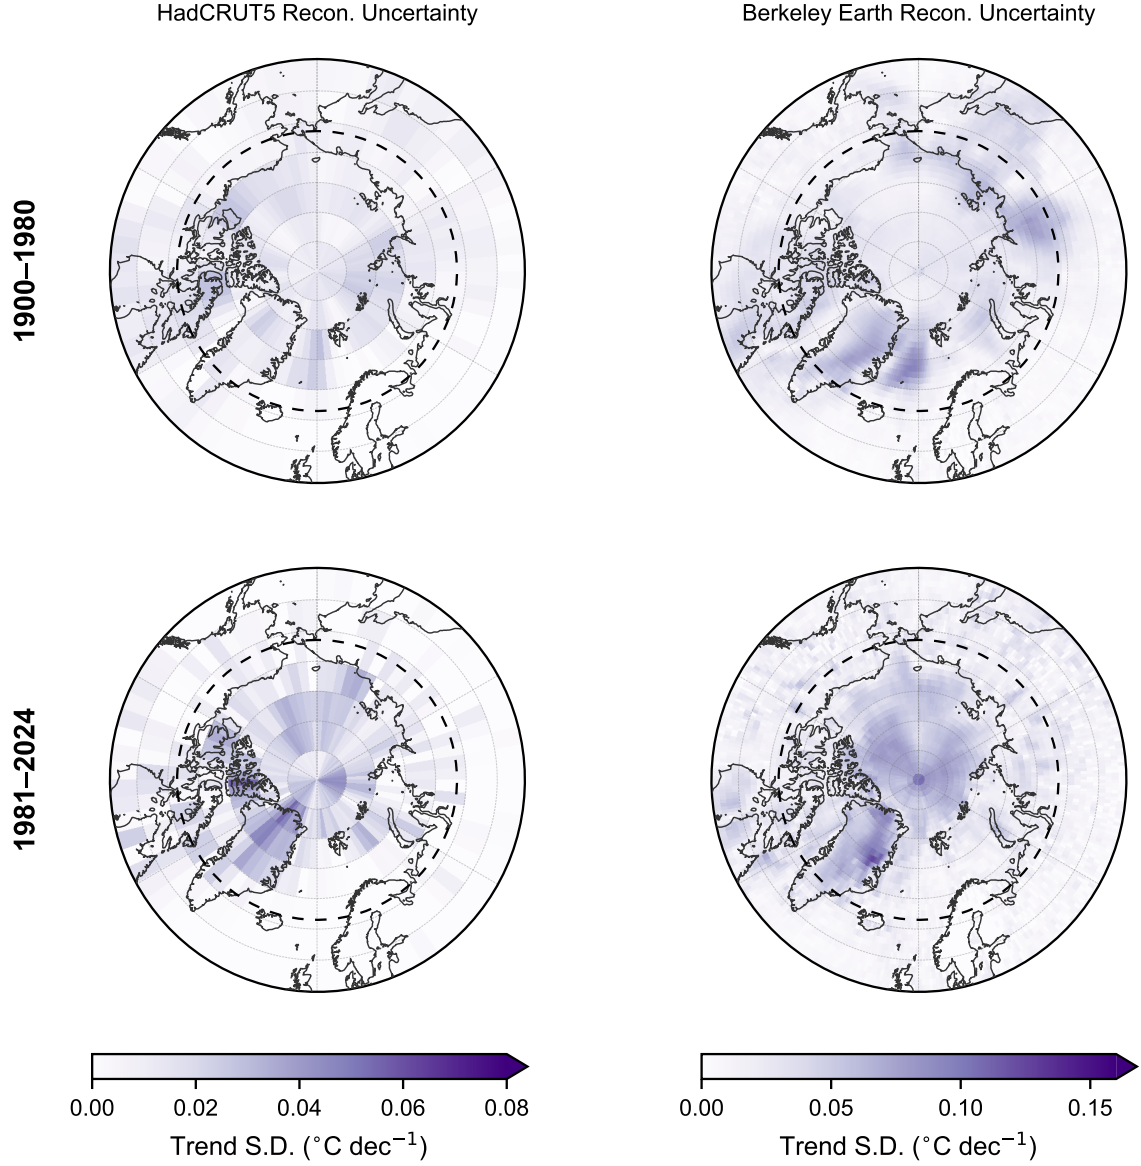 HadCRUT5 Recon. Uncertainty
Berkeley Earth Recon. Uncertainty
1900–1980
1981–2024
0.00 0.02 0.04 0.06 0.08
Trend S.D. (°C dec⁻¹)
0.00 0.05 0.10 0.15
Trend S.D. (°C dec⁻¹)